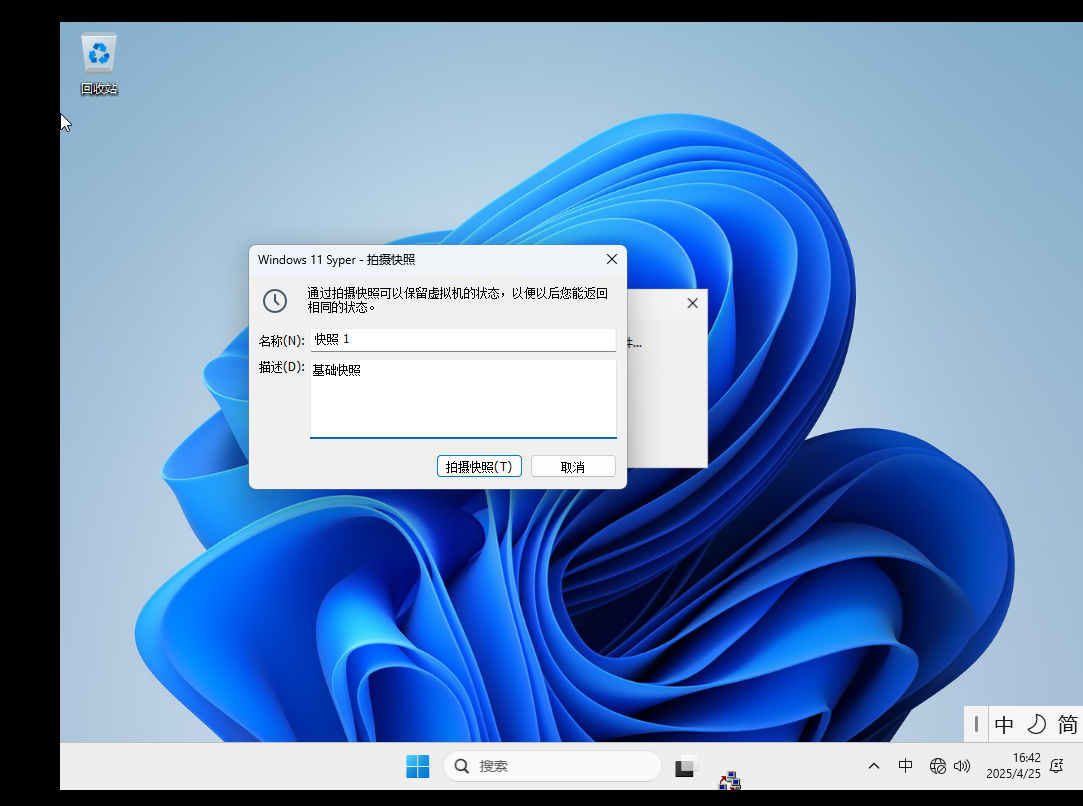 回收站
Windows 11 Syper - 拍摄快照
通过拍摄快照可以保留虚拟机的状态，以便以后您能返回
相同的状态。
名称(N): 快照 1
描述(D): 基础快照
...
拍摄快照(T) 取消
中 简
搜索
中
16:42
2025/4/25